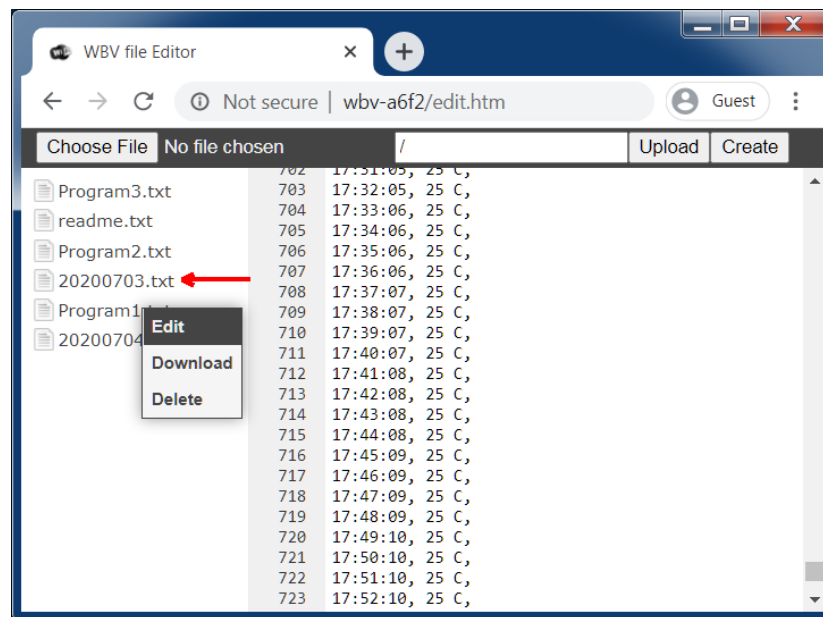 WBV file Editor
Not secure | wbv-a6f2/edit.htm
Guest
Choose File No file chosen / Upload Create
Program3.txt
readme.txt
Program2.txt
20200703.txt
Program1
20200704
Edit
Download
Delete
702 17:31:05, 25 C,
703 17:32:05, 25 C,
704 17:33:06, 25 C,
705 17:34:06, 25 C,
706 17:35:06, 25 C,
707 17:36:06, 25 C,
708 17:37:07, 25 C,
709 17:38:07, 25 C,
710 17:39:07, 25 C,
711 17:40:07, 25 C,
712 17:41:08, 25 C,
713 17:42:08, 25 C,
714 17:43:08, 25 C,
715 17:44:08, 25 C,
716 17:45:09, 25 C,
717 17:46:09, 25 C,
718 17:47:09, 25 C,
719 17:48:09, 25 C,
720 17:49:10, 25 C,
721 17:50:10, 25 C,
722 17:51:10, 25 C,
723 17:52:10, 25 C,